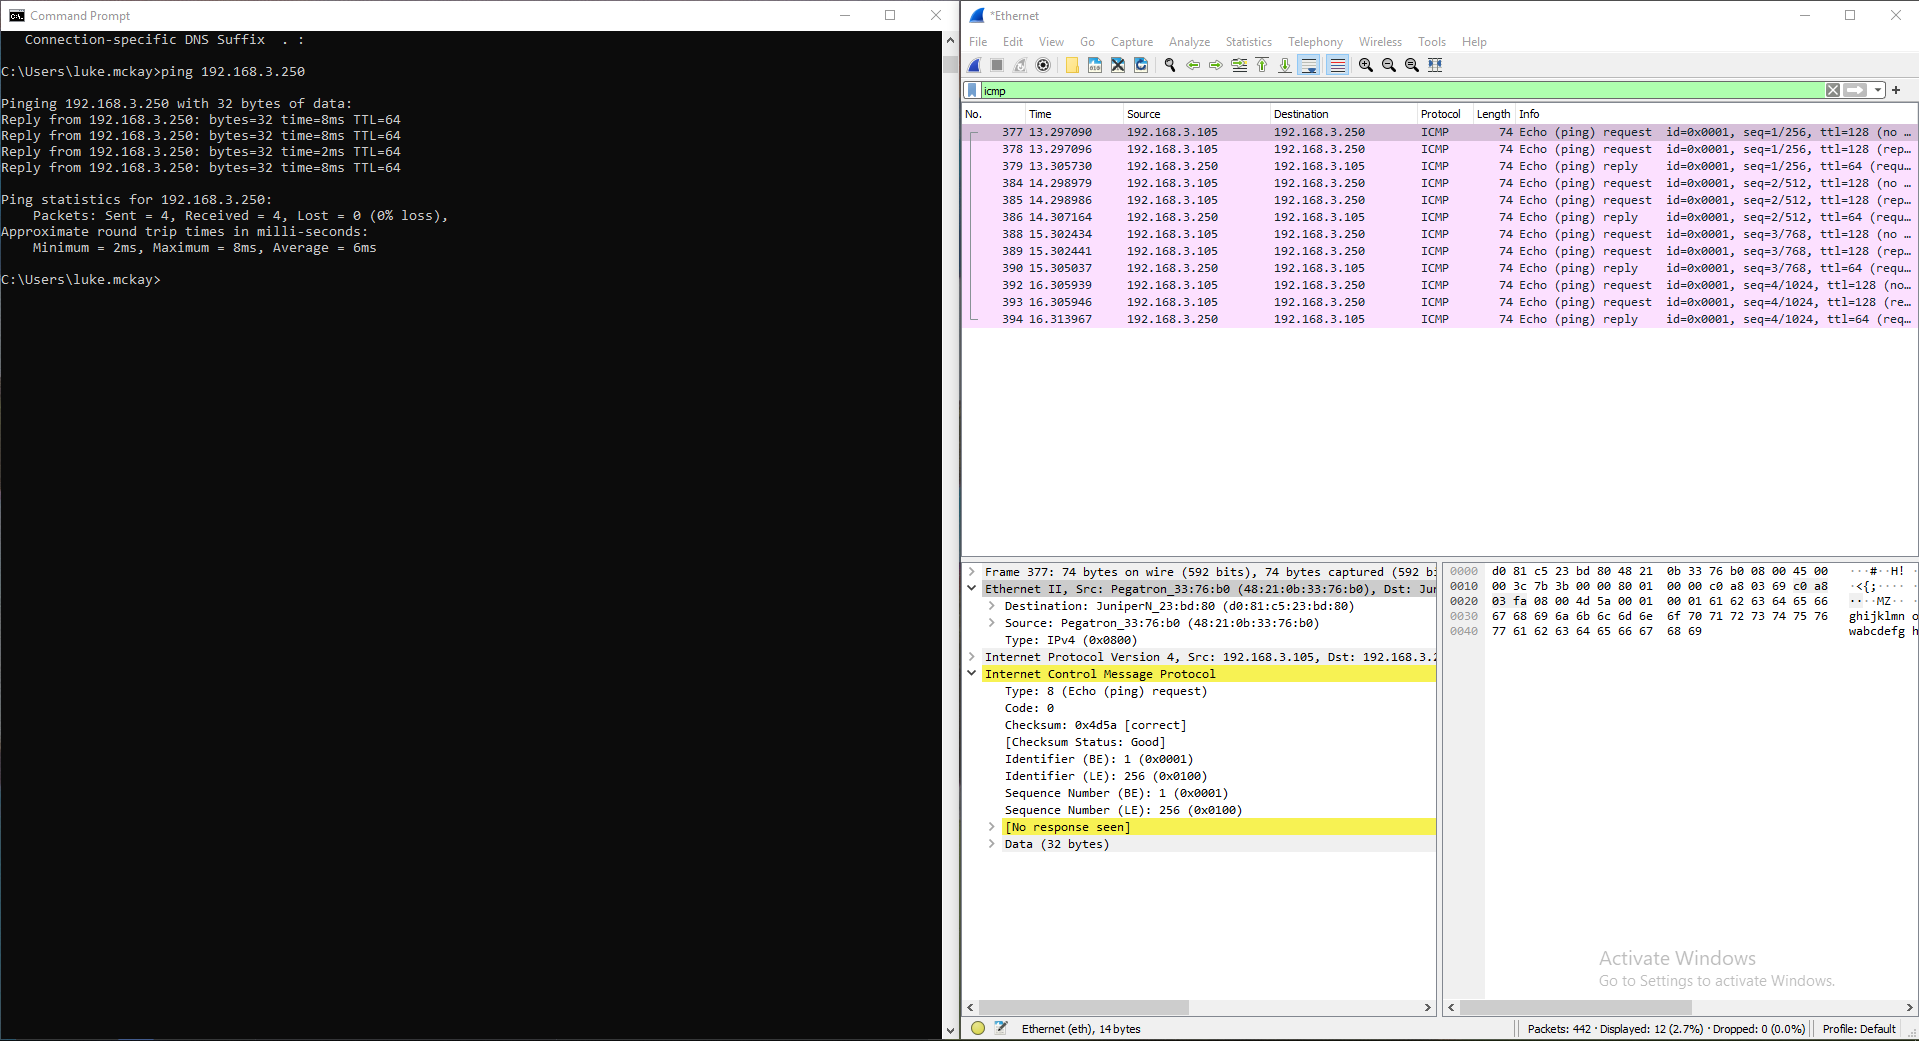 Command Prompt
Connection-specific DNS Suffix  . :
C:\Users\luke.mckay>ping 192.168.3.250
Pinging 192.168.3.250 with 32 bytes of data:
Reply from 192.168.3.250: bytes=32 time=8ms TTL=64
Reply from 192.168.3.250: bytes=32 time=8ms TTL=64
Reply from 192.168.3.250: bytes=32 time=2ms TTL=64
Reply from 192.168.3.250: bytes=32 time=8ms TTL=64
Ping statistics for 192.168.3.250:
Packets: Sent = 4, Received = 4, Lost = 0 (0% loss),
Approximate round trip times in milli-seconds:
Minimum = 2ms, Maximum = 8ms, Average = 6ms
C:\Users\luke.mckay>
*Ethernet
File Edit View Go Capture Analyze Statistics Telephony Wireless Tools Help
icmp
No. Time Source Destination Protocol Length Info
377 13.297090 192.168.3.105 192.168.3.250 ICMP 74 Echo (ping) request id=0x0001, seq=1/256, ttl=128 (no …
378 13.297096 192.168.3.105 192.168.3.250 ICMP 74 Echo (ping) request id=0x0001, seq=1/256, ttl=128 (rep…
379 13.305730 192.168.3.250 192.168.3.105 ICMP 74 Echo (ping) reply id=0x0001, seq=1/256, ttl=64 (requ…
384 14.298979 192.168.3.105 192.168.3.250 ICMP 74 Echo (ping) request id=0x0001, seq=2/512, ttl=128 (no …
385 14.298986 192.168.3.105 192.168.3.250 ICMP 74 Echo (ping) request id=0x0001, seq=2/512, ttl=128 (rep…
386 14.307164 192.168.3.250 192.168.3.105 ICMP 74 Echo (ping) reply id=0x0001, seq=2/512, ttl=64 (requ…
388 15.302434 192.168.3.105 192.168.3.250 ICMP 74 Echo (ping) request id=0x0001, seq=3/768, ttl=128 (no …
389 15.302441 192.168.3.105 192.168.3.250 ICMP 74 Echo (ping) request id=0x0001, seq=3/768, ttl=128 (rep…
390 15.305037 192.168.3.250 192.168.3.105 ICMP 74 Echo (ping) reply id=0x0001, seq=3/768, ttl=64 (requ…
392 16.305939 192.168.3.105 192.168.3.250 ICMP 74 Echo (ping) request id=0x0001, seq=4/1024, ttl=128 (no…
393 16.305946 192.168.3.105 192.168.3.250 ICMP 74 Echo (ping) request id=0x0001, seq=4/1024, ttl=128 (re…
394 16.313967 192.168.3.250 192.168.3.105 ICMP 74 Echo (ping) reply id=0x0001, seq=4/1024, ttl=64 (req…
Frame 377: 74 bytes on wire (592 bits), 74 bytes captured (592 bi
Ethernet II, Src: Pegatron_33:76:b0 (48:21:0b:33:76:b0), Dst: Jun
Destination: JuniperN_23:bd:80 (d0:81:c5:23:bd:80)
Source: Pegatron_33:76:b0 (48:21:0b:33:76:b0)
Type: IPv4 (0x0800)
Internet Protocol Version 4, Src: 192.168.3.105, Dst: 192.168.3.2
Internet Control Message Protocol
Type: 8 (Echo (ping) request)
Code: 0
Checksum: 0x4d5a [correct]
[Checksum Status: Good]
Identifier (BE): 1 (0x0001)
Identifier (LE): 256 (0x0100)
Sequence Number (BE): 1 (0x0001)
Sequence Number (LE): 256 (0x0100)
[No response seen]
Data (32 bytes)
0000 d0 81 c5 23 bd 80 48 21 0b 33 76 b0 08 00 45 00 ···#··H! ·
0010 00 3c 7b 3b 00 00 80 01 00 00 c0 a8 03 69 c0 a8 ·<{;···· ·
0020 03 fa 08 00 4d 5a 00 01 00 01 61 62 63 64 65 66 ····MZ·· ·
0030 67 68 69 6a 6b 6c 6d 6e 6f 70 71 72 73 74 75 76 ghijklmn o
0040 77 61 62 63 64 65 66 67 68 69 wabcdefg h
Activate Windows
Go to Settings to activate Windows.
Ethernet (eth), 14 bytes
Packets: 442 · Displayed: 12 (2.7%) · Dropped: 0 (0.0%)
Profile: Default